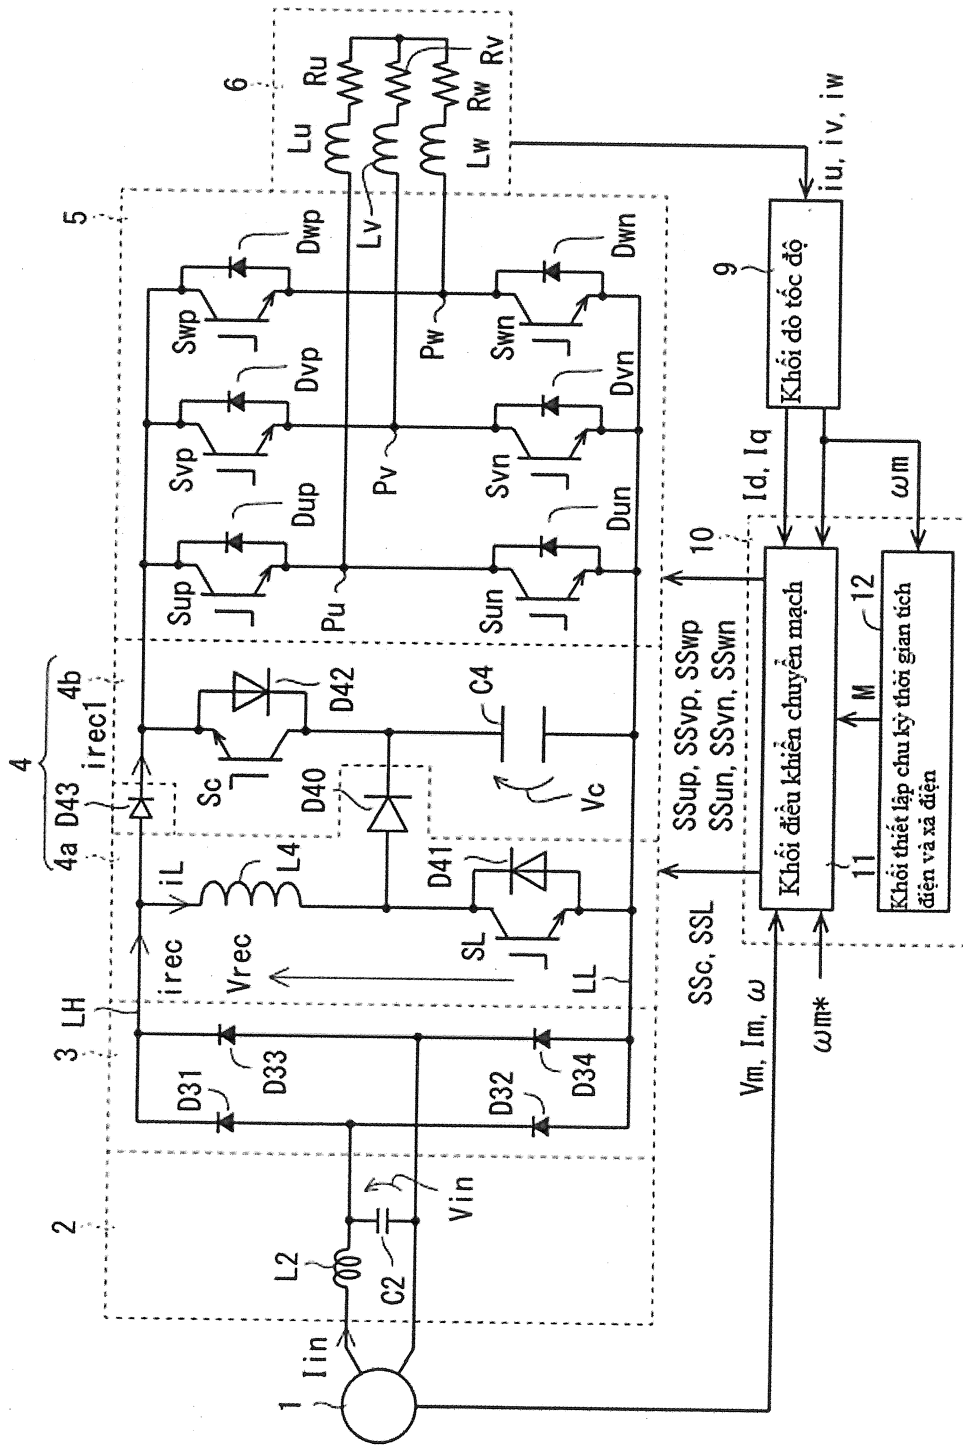 1
Iin
2
L2
C2
Vin
3
LH
D31
D33
D32
D34
4
4a
D43
irec1
4b
irec
iL
Vrec
L4
D41
SL
LL
D40
Sc
D42
C4
Vc
5
Sup
Dup
Svp
Dvp
Swp
Dwp
Pu
Pv
Pw
Sun
Dun
Svn
Dvn
Swn
Dwn
6
Lu
Ru
Lv
Rv
Lw
Rw
SSc, SSL
SSup, SSvp, SSwp
SSun, SSvn, SSwn
10
Vm, Im, ω
ωm*
Khối điều khiển chuyển mạch
11
M
12
Khối thiết lập chu kỳ thời gian tích
điện và xả điện
Id, Iq
ωm
9
Khối dò tốc độ
iu, iv, iw